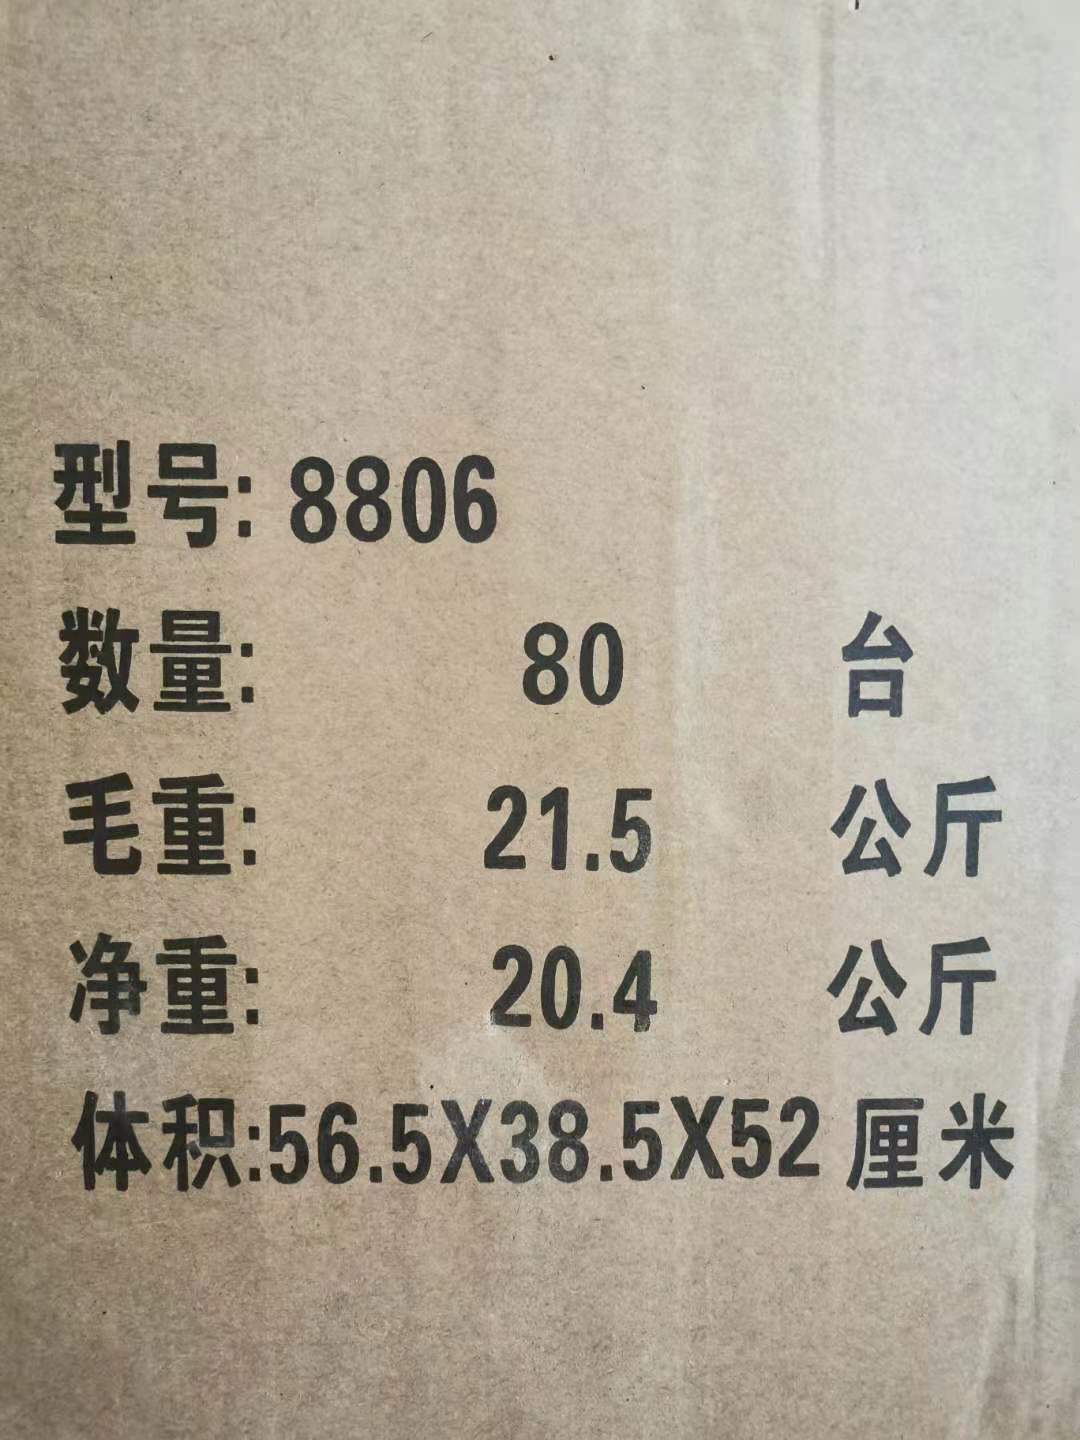 型号: 8806
数量: 80 台
毛重: 21.5 公斤
净重: 20.4 公斤
体积:56.5X38.5X52 厘米